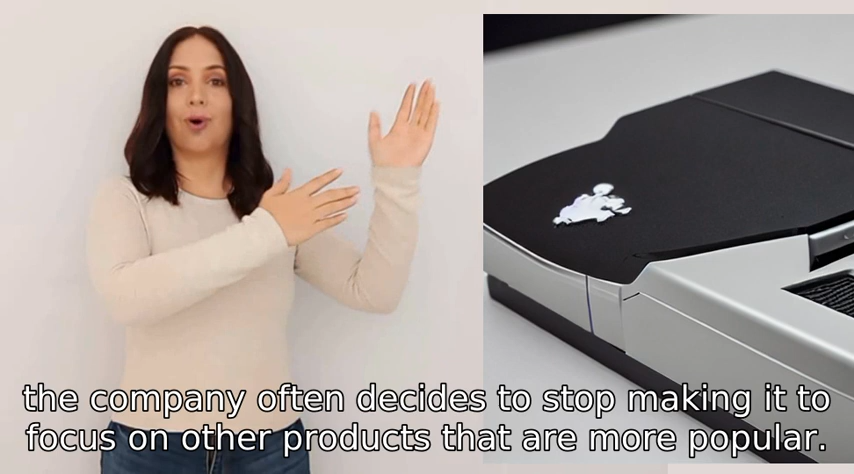 the company often decides to stop making it to
focus on other products that are more popular.